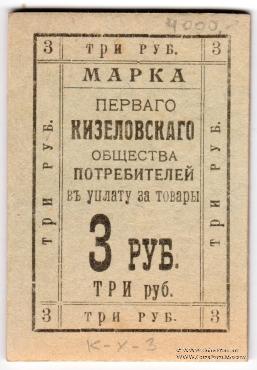 4000,-
3 ТРИ РУБ. 3
МАРКА
ПЕРВАГО
КИЗЕЛОВСКАГО
ОБЩЕСТВА
ПОТРЕБИТЕЛЕЙ
въ уплату за товары
3 РУБ.
ТРИ руб.
ТРИ РУБ.
ТРИ РУБ.
3 ТРИ РУБ. 3
К-Х-3